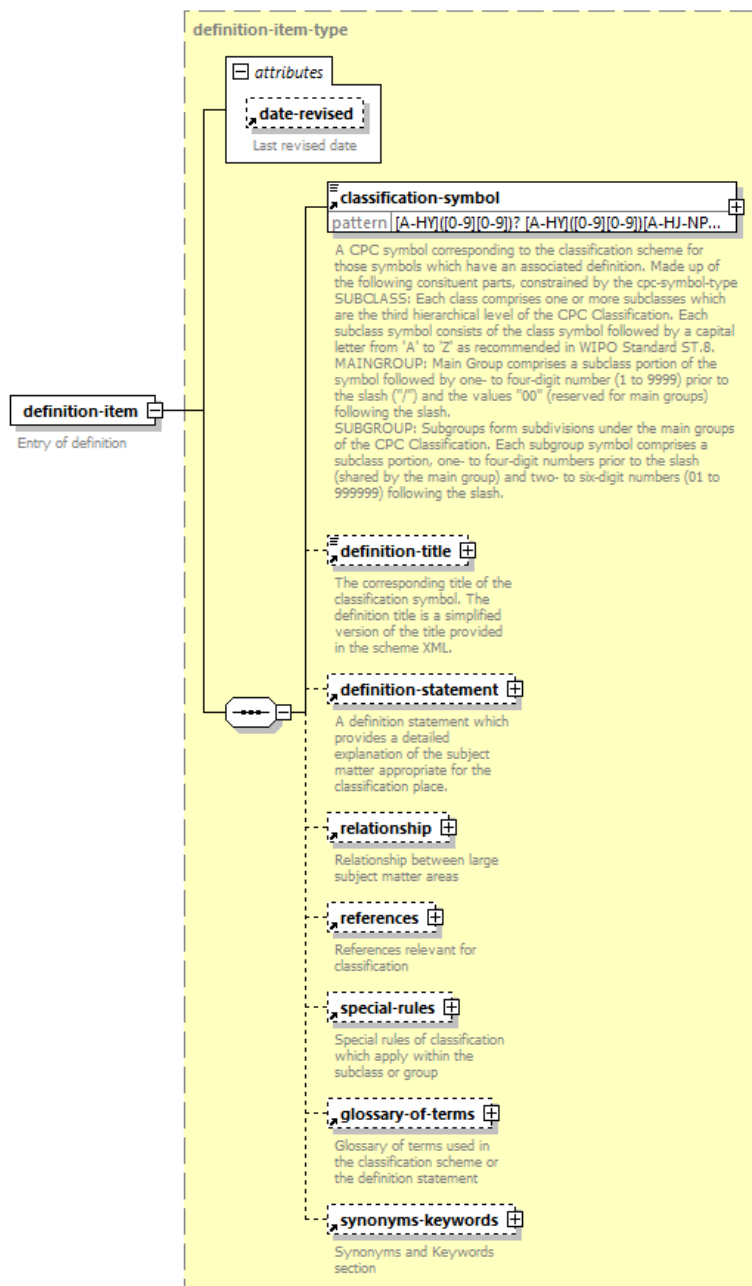 definition-item-type
attributes
date-revised
Last revised date
classification-symbol
pattern [A-HY]([0-9][0-9])? [A-HY]([0-9][0-9])[A-HJ-NP...
A CPC symbol corresponding to the classification scheme for
those symbols which have an associated definition. Made up of
the following consituent parts, constrained by the cpc-symbol-type
SUBCLASS: Each class comprises one or more subclasses which
are the third hierarchical level of the CPC Classification. Each
subclass symbol consists of the class symbol followed by a capital
letter from 'A' to 'Z' as recommended in WIPO Standard ST.8.
MAINGROUP: Main Group comprises a subclass portion of the
symbol followed by one- to four-digit number (1 to 9999) prior to
the slash ("/") and the values "00" (reserved for main groups)
following the slash.
SUBGROUP: Subgroups form subdivisions under the main groups
of the CPC Classification. Each subgroup symbol comprises a
subclass portion, one- to four-digit numbers prior to the slash
(shared by the main group) and two- to six-digit numbers (01 to
999999) following the slash.
definition-item
Entry of definition
definition-title
The corresponding title of the
classification symbol. The
definition title is a simplified
version of the title provided
in the scheme XML.
definition-statement
A definition statement which
provides a detailed
explanation of the subject
matter appropriate for the
classification place.
relationship
Relationship between large
subject matter areas
references
References relevant for
classification
special-rules
Special rules of classification
which apply within the
subclass or group
glossary-of-terms
Glossary of terms used in
the classification scheme or
the definition statement
synonyms-keywords
Synonyms and Keywords
section